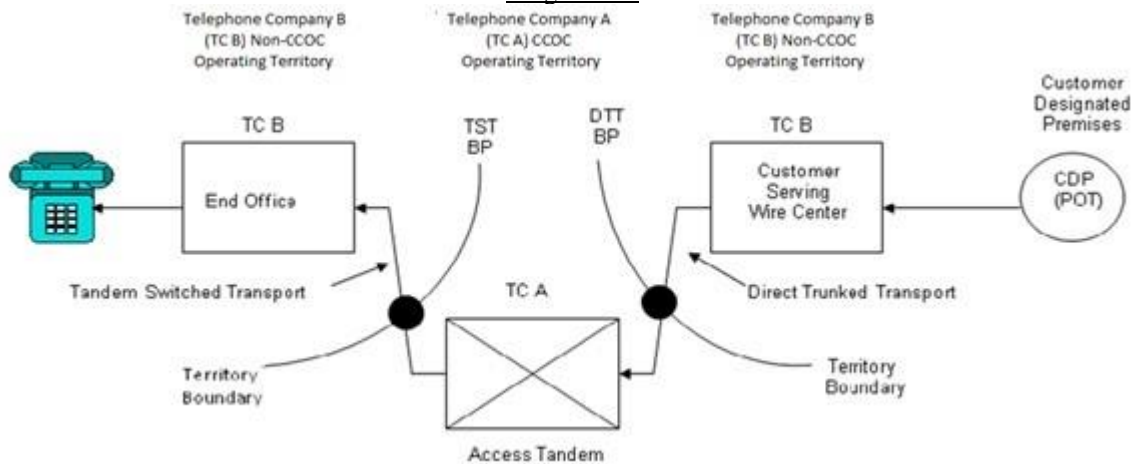 Telephone Company B
(TC B) Non-CCOC
Operating Territory
Telephone Company A
(TC A) CCOC
Operating Territory
Telephone Company B
(TC B) Non-CCOC
Operating Territory
Customer
Designated
Premises
TC B
TST
BP
DTT
BP
TC B
End Office
Customer
Serving
Wire Center
CDP
(POT)
Tandem Switched Transport
TC A
Direct Trunked Transport
Territory
Boundary
Territory
Boundary
Access Tandem